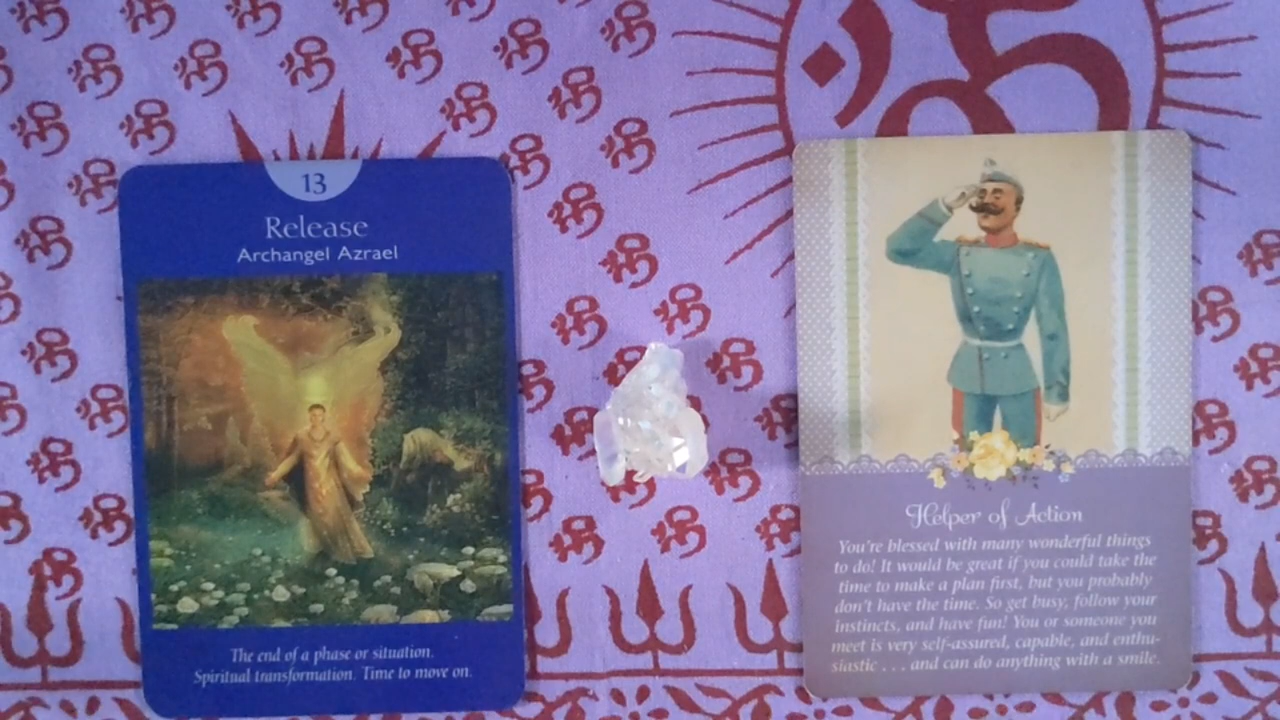 13
Release
Archangel Azrael
The end of a phase or situation.
Spiritual transformation. Time to move on.
Helper of Action
You're blessed with many wonderful things
to do! It would be great if you could take the
time to make a plan first, but you probably
don't have the time. So get busy, follow your
instincts, and have fun! You or someone you
meet is very self-assured, capable, and enthu-
siastic . . . and can do anything with a smile.